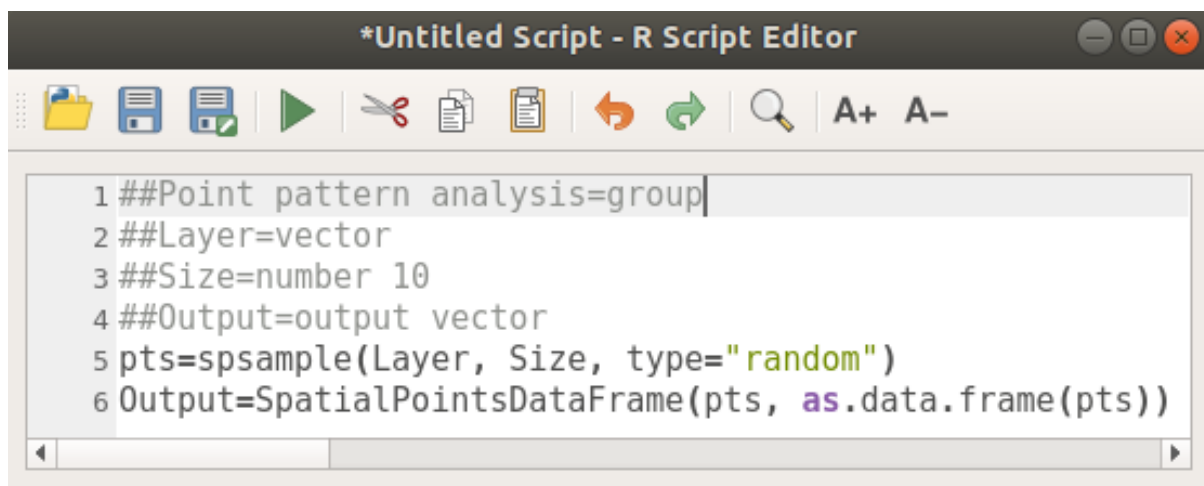 *Untitled Script - R Script Editor
A+ A-
1 ##Point pattern analysis=group
2 ##Layer=vector
3 ##Size=number 10
4 ##Output=output vector
5 pts=spsample(Layer, Size, type="random")
6 Output=SpatialPointsDataFrame(pts, as.data.frame(pts))